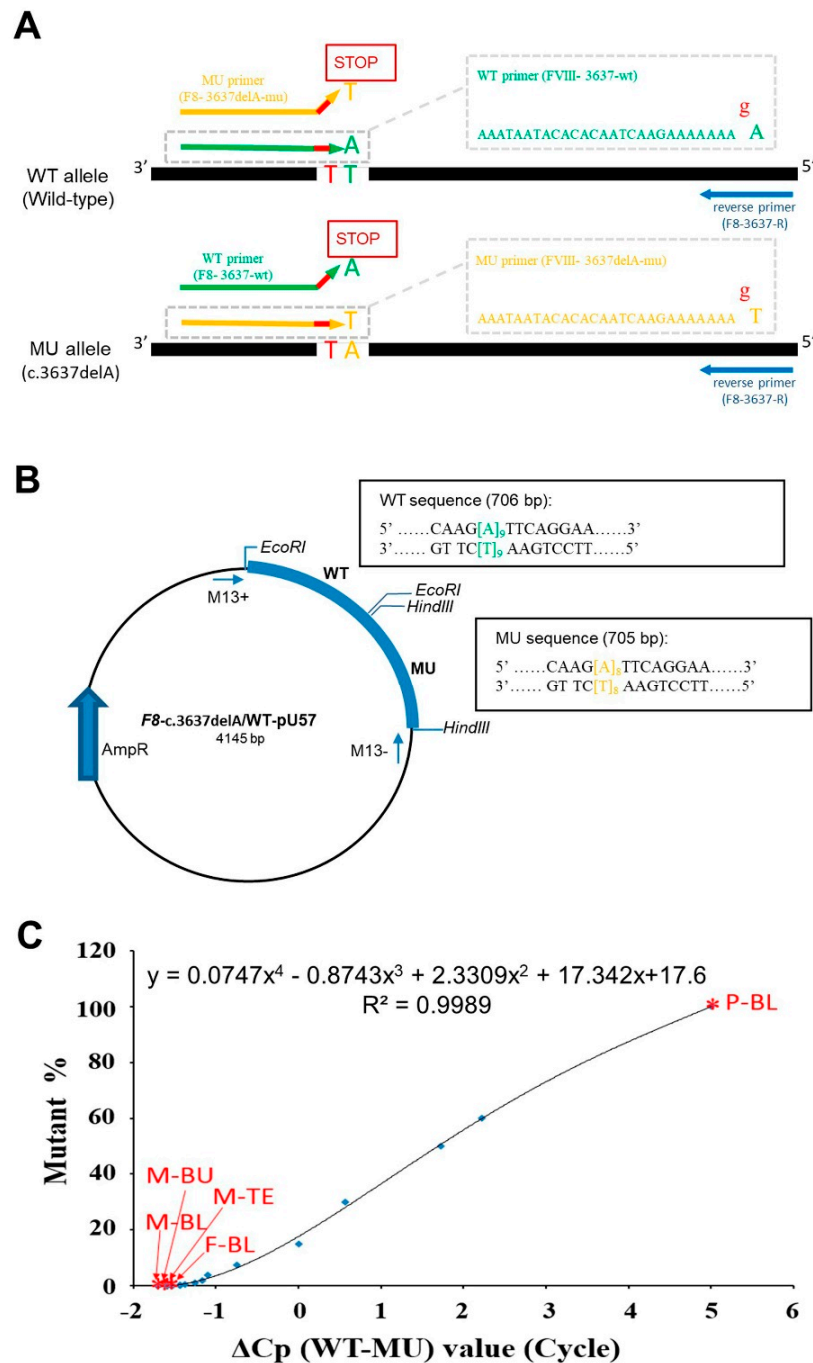 A
STOP
MU primer
(F8- 3637delA-mu)
T
WT primer (FVIII- 3637-wt)
g
AAATAATACACACAATCAAGAAAAAAA A
A
3’
5’
WT allele
(Wild-type)
T T
reverse primer
(F8-3637-R)
STOP
WT primer
(F8- 3637-wt)
A
MU primer (FVIII- 3637delA-mu)
g
AAATAATACACACAATCAAGAAAAAAA T
T
3’
5’
MU allele
(c.3637delA)
T A
reverse primer
(F8-3637-R)
B
WT sequence (706 bp):
5’ ......CAAG[A]9TTCAGGAA......3’
3’...... GT TC[T]9 AAGTCCTT......5’
EcoRI
WT
M13+
EcoRI
HindIII
MU sequence (705 bp):
5’ ......CAAG[A]8TTCAGGAA......3’
3’...... GT TC[T]8 AAGTCCTT......5’
MU
F8-c.3637delA/WT-pU57
4145 bp
HindIII
AmpR
M13-
C
120
y = 0.0747x⁴ - 0.8743x³ + 2.3309x² + 17.342x+17.6
R² = 0.9989
100
P-BL
80
60
40
20
0
Mutant %
M-BU
M-TE
M-BL
F-BL
-2 -1 0 1 2 3 4 5 6
ΔCp (WT-MU) value (Cycle)